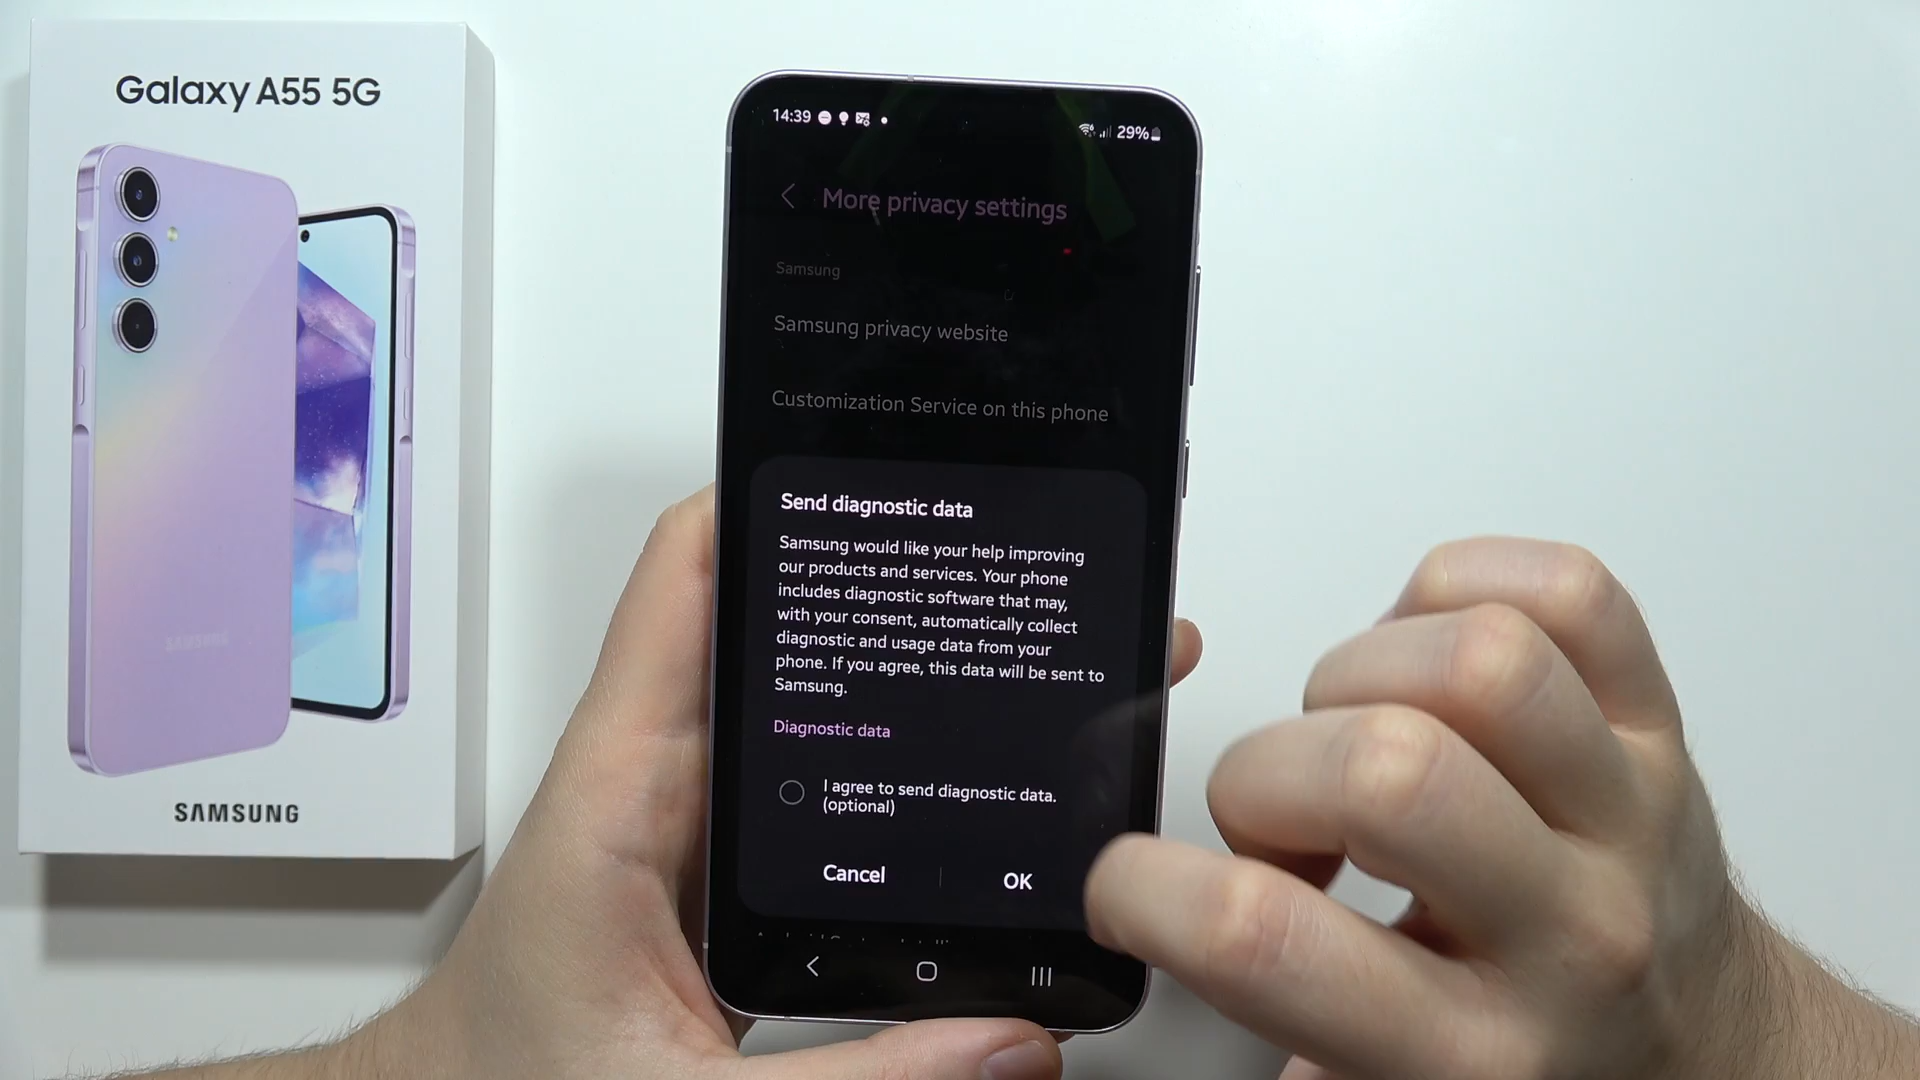 Galaxy A55 5G
SAMSUNG
SAMSUNG
14:39
29%
More privacy settings
Samsung
Samsung privacy website
Customization Service on this phone
Send diagnostic data
Samsung would like your help improving
our products and services. Your phone
includes diagnostic software that may,
with your consent, automatically collect
diagnostic and usage data from your
phone. If you agree, this data will be sent to
Samsung.
Diagnostic data
I agree to send diagnostic data.
(optional)
Cancel
OK